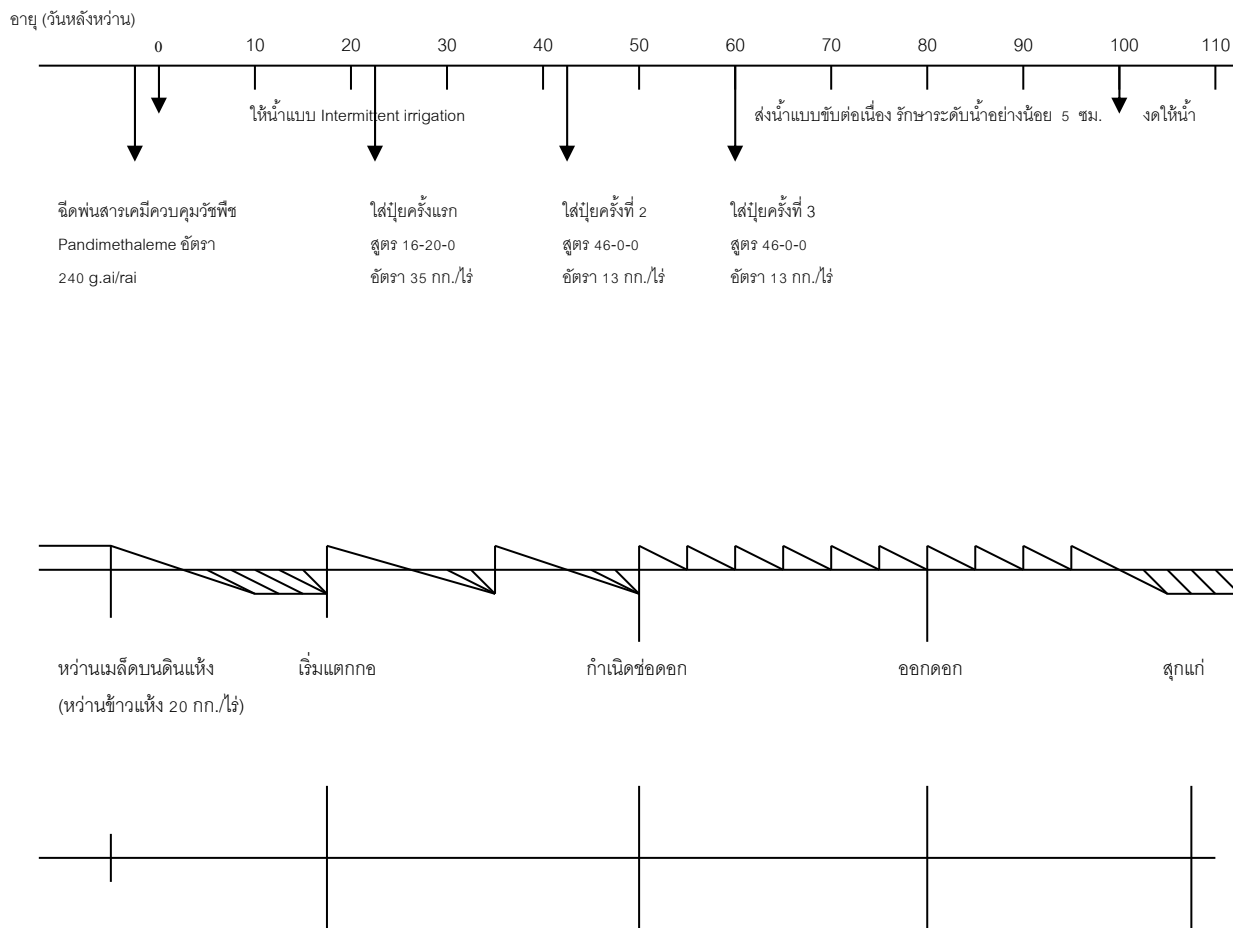 อายุ (วันหลังหว่าน)
0 10 20 30 40 50 60 70 80 90 100 110
ให้น้ำแบบ Intermittent irrigation ส่งน้ำแบบขับต่อเนื่อง รักษาระดับน้ำอย่างน้อย 5 ซม. งดให้น้ำ
ฉีดพ่นสารเคมีควบคุมวัชพืช ใส่ปุ๋ยครั้งแรก ใส่ปุ๋ยครั้งที่ 2 ใส่ปุ๋ยครั้งที่ 3
Pandimethaleme อัตรา สูตร 16-20-0 สูตร 46-0-0 สูตร 46-0-0
240 g.ai/rai อัตรา 35 กก./ไร่ อัตรา 13 กก./ไร่ อัตรา 13 กก./ไร่
หว่านเมล็ดบนดินแห้ง เริ่มแตกกอ กำเนิดช่อดอก ออกดอก สุกแก่
(หว่านข้าวแห้ง 20 กก./ไร่)